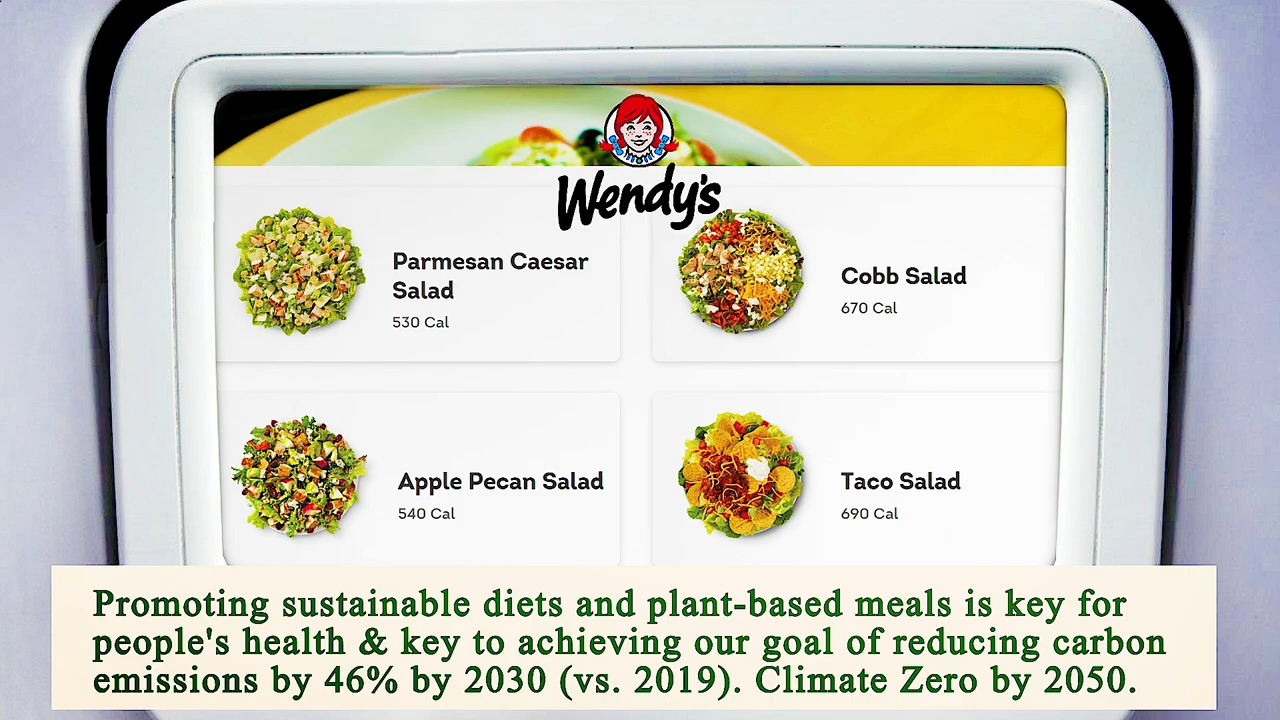 Wendy's
Parmesan Caesar
Salad
530 Cal
Cobb Salad
670 Cal
Apple Pecan Salad
540 Cal
Taco Salad
690 Cal
Promoting sustainable diets and plant-based meals is key for
people's health & key to achieving our goal of reducing carbon
emissions by 46% by 2030 (vs. 2019). Climate Zero by 2050.